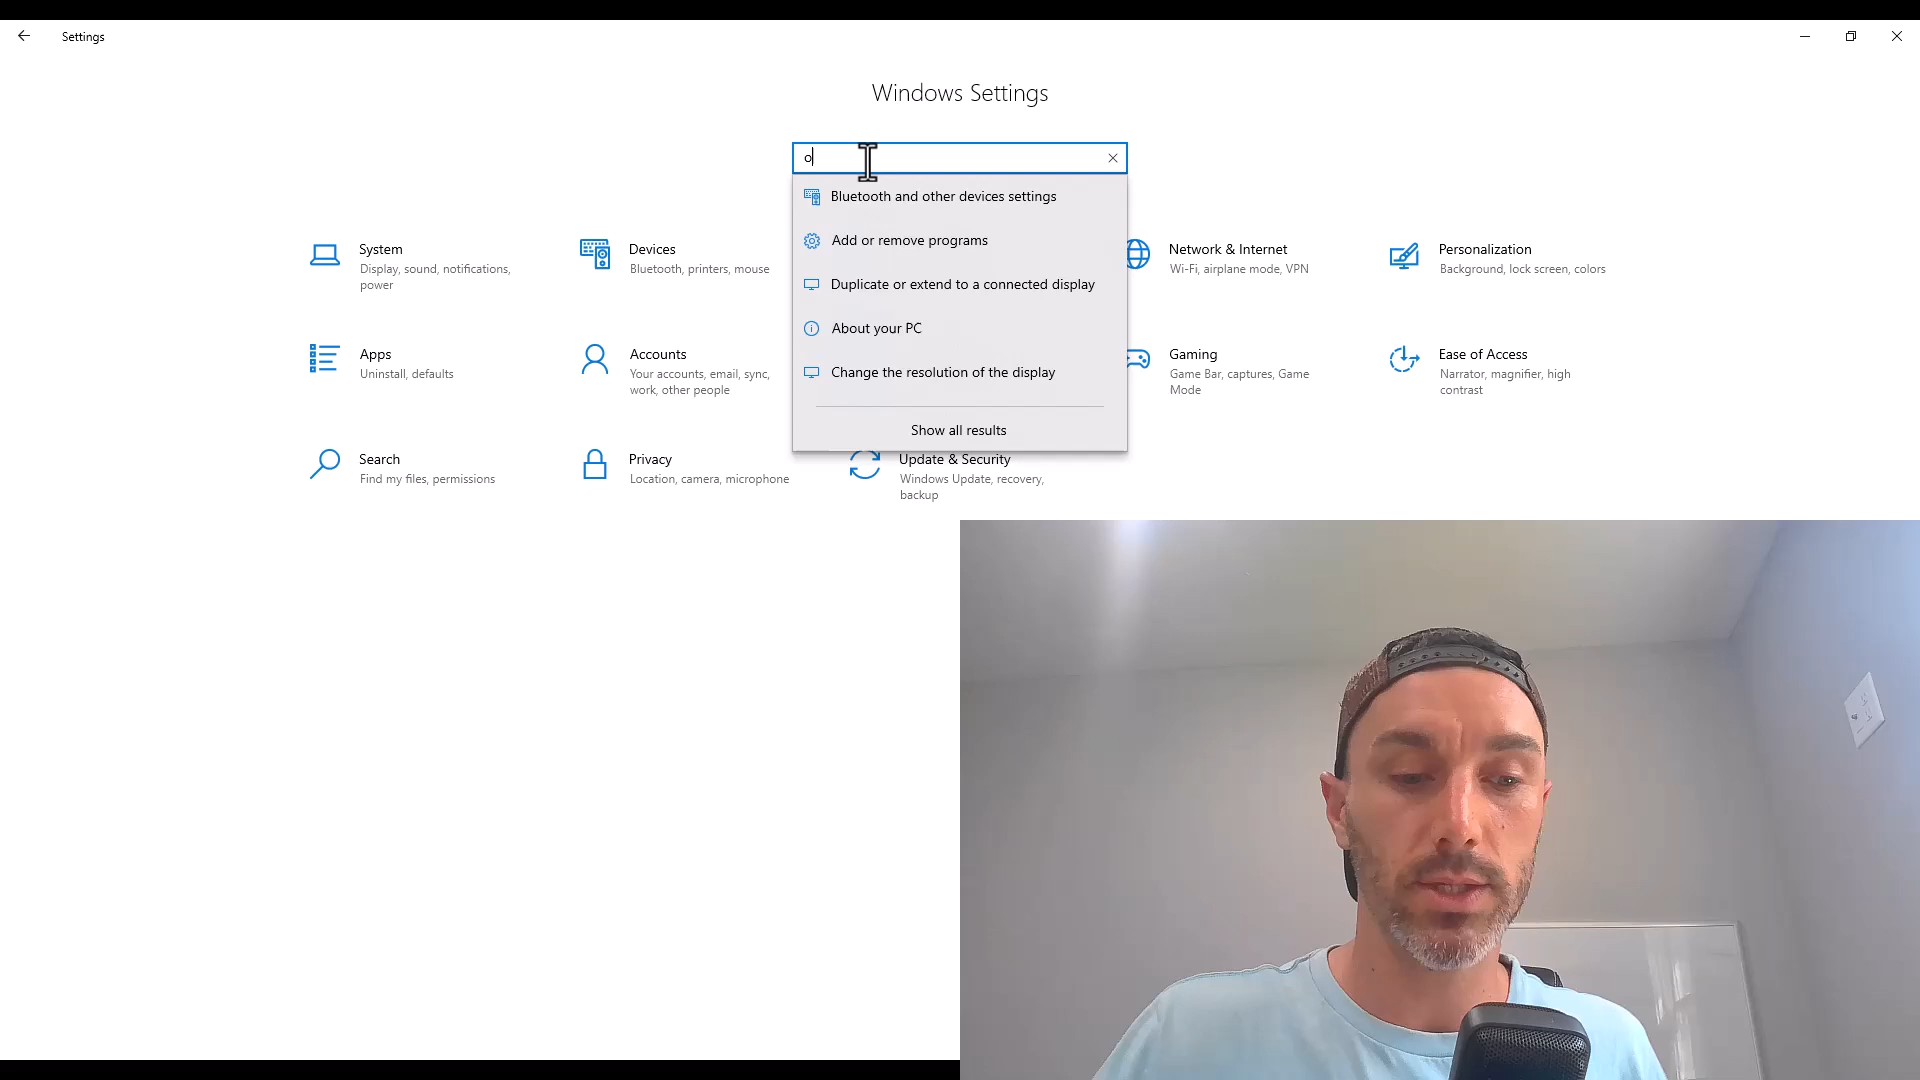 Settings
Windows Settings
o
Bluetooth and other devices settings
Add or remove programs
Duplicate or extend to a connected display
About your PC
Change the resolution of the display
Show all results
System
Display, sound, notifications,
power
Devices
Bluetooth, printers, mouse
Network & Internet
Wi-Fi, airplane mode, VPN
Personalization
Background, lock screen, colors
Apps
Uninstall, defaults
Accounts
Your accounts, email, sync,
work, other people
Gaming
Game Bar, captures, Game
Mode
Ease of Access
Narrator, magnifier, high
contrast
Search
Find my files, permissions
Privacy
Location, camera, microphone
Update & Security
Windows Update, recovery,
backup